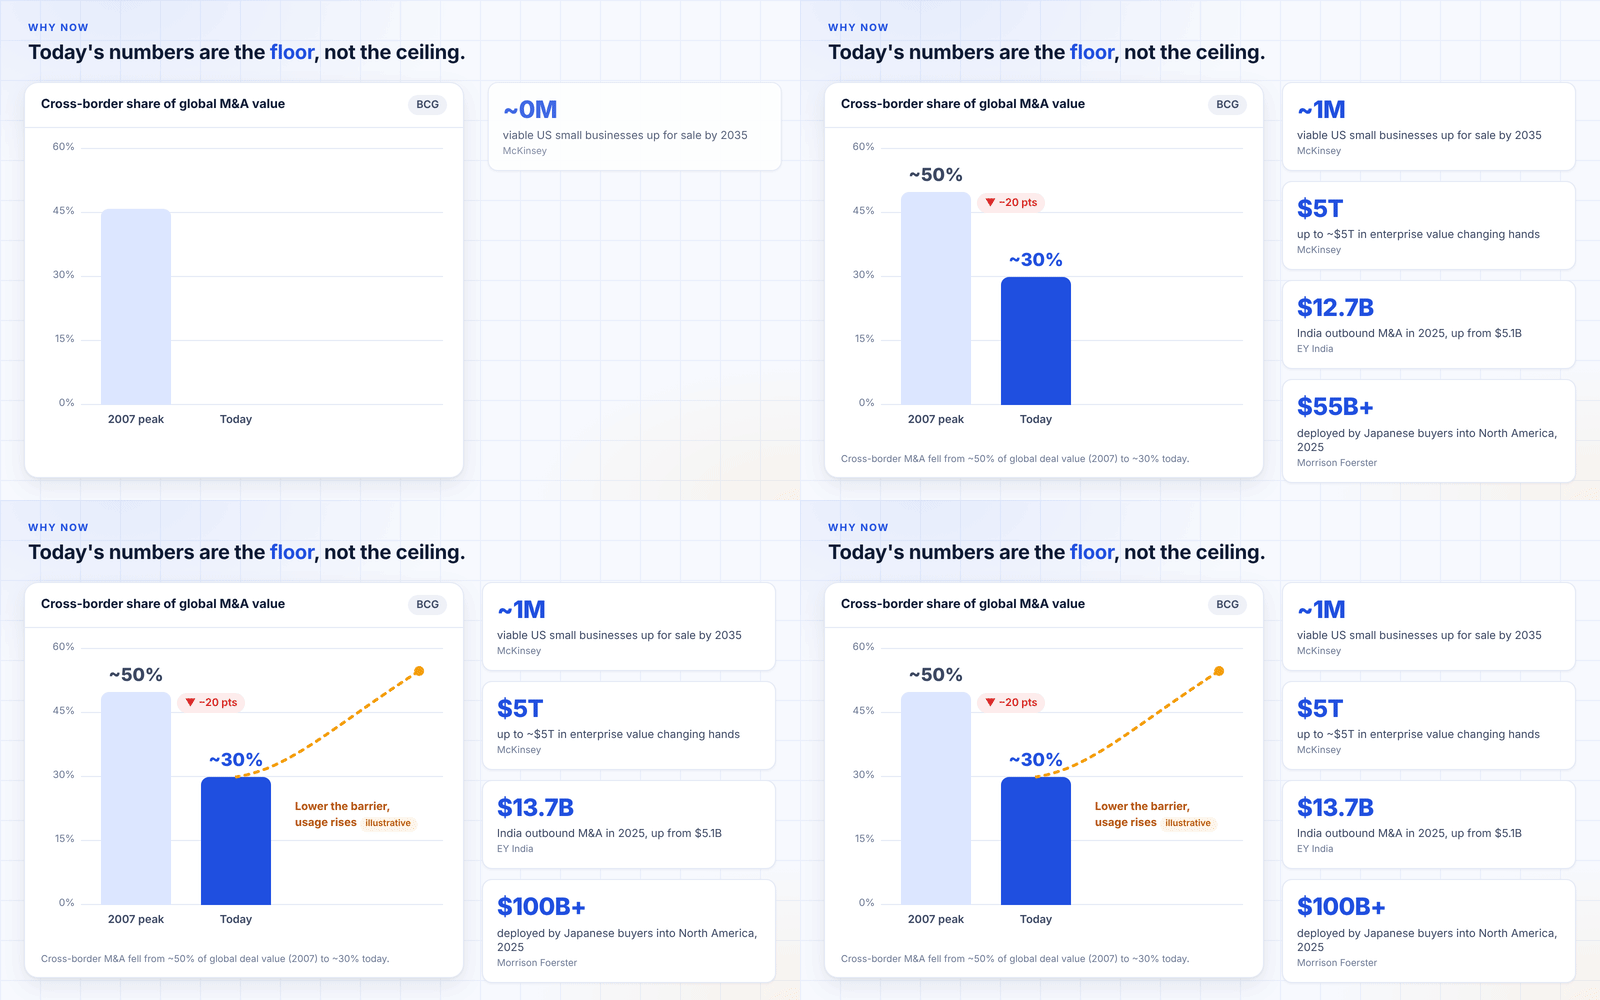 WHY NOW
Today's numbers are the floor, not the ceiling.
Cross-border share of global M&A value
BCG
60%
45%
30%
15%
0%
2007 peak
Today
~0M
viable US small businesses up for sale by 2035
McKinsey
WHY NOW
Today's numbers are the floor, not the ceiling.
Cross-border share of global M&A value
BCG
60%
~50%
▼ −20 pts
45%
~30%
30%
15%
0%
2007 peak
Today
Cross-border M&A fell from ~50% of global deal value (2007) to ~30% today.
~1M
viable US small businesses up for sale by 2035
McKinsey
$5T
up to ~$5T in enterprise value changing hands
McKinsey
$12.7B
India outbound M&A in 2025, up from $5.1B
EY India
$55B+
deployed by Japanese buyers into North America,
2025
Morrison Foerster
WHY NOW
Today's numbers are the floor, not the ceiling.
Cross-border share of global M&A value
BCG
60%
~50%
▼ −20 pts
45%
~30%
30%
Lower the barrier,
usage rises illustrative
15%
0%
2007 peak
Today
Cross-border M&A fell from ~50% of global deal value (2007) to ~30% today.
~1M
viable US small businesses up for sale by 2035
McKinsey
$5T
up to ~$5T in enterprise value changing hands
McKinsey
$13.7B
India outbound M&A in 2025, up from $5.1B
EY India
$100B+
deployed by Japanese buyers into North America,
2025
Morrison Foerster
WHY NOW
Today's numbers are the floor, not the ceiling.
Cross-border share of global M&A value
BCG
60%
~50%
▼ −20 pts
45%
~30%
30%
Lower the barrier,
usage rises illustrative
15%
0%
2007 peak
Today
Cross-border M&A fell from ~50% of global deal value (2007) to ~30% today.
~1M
viable US small businesses up for sale by 2035
McKinsey
$5T
up to ~$5T in enterprise value changing hands
McKinsey
$13.7B
India outbound M&A in 2025, up from $5.1B
EY India
$100B+
deployed by Japanese buyers into North America,
2025
Morrison Foerster